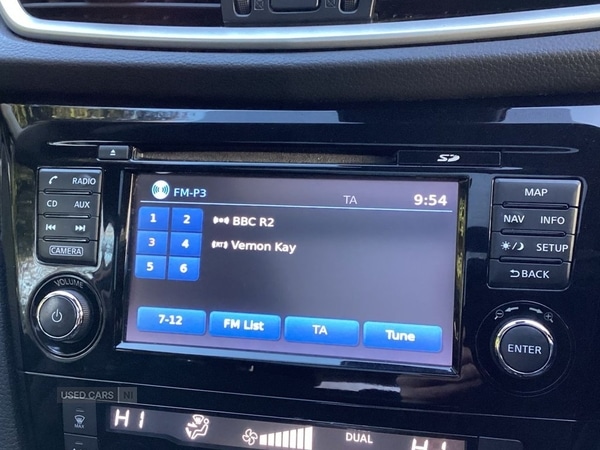 SD
RADIO
CD AUX
CAMERA
VOLUME
FM-P3 TA 9:54
1 2
3 4
5 6
BBC R2
RT Vernon Kay
7-12 FM List TA Tune
MAP
NAV INFO
SETUP
BACK
ENTER
USED CARS NI
MAX
HI
DUAL
HI